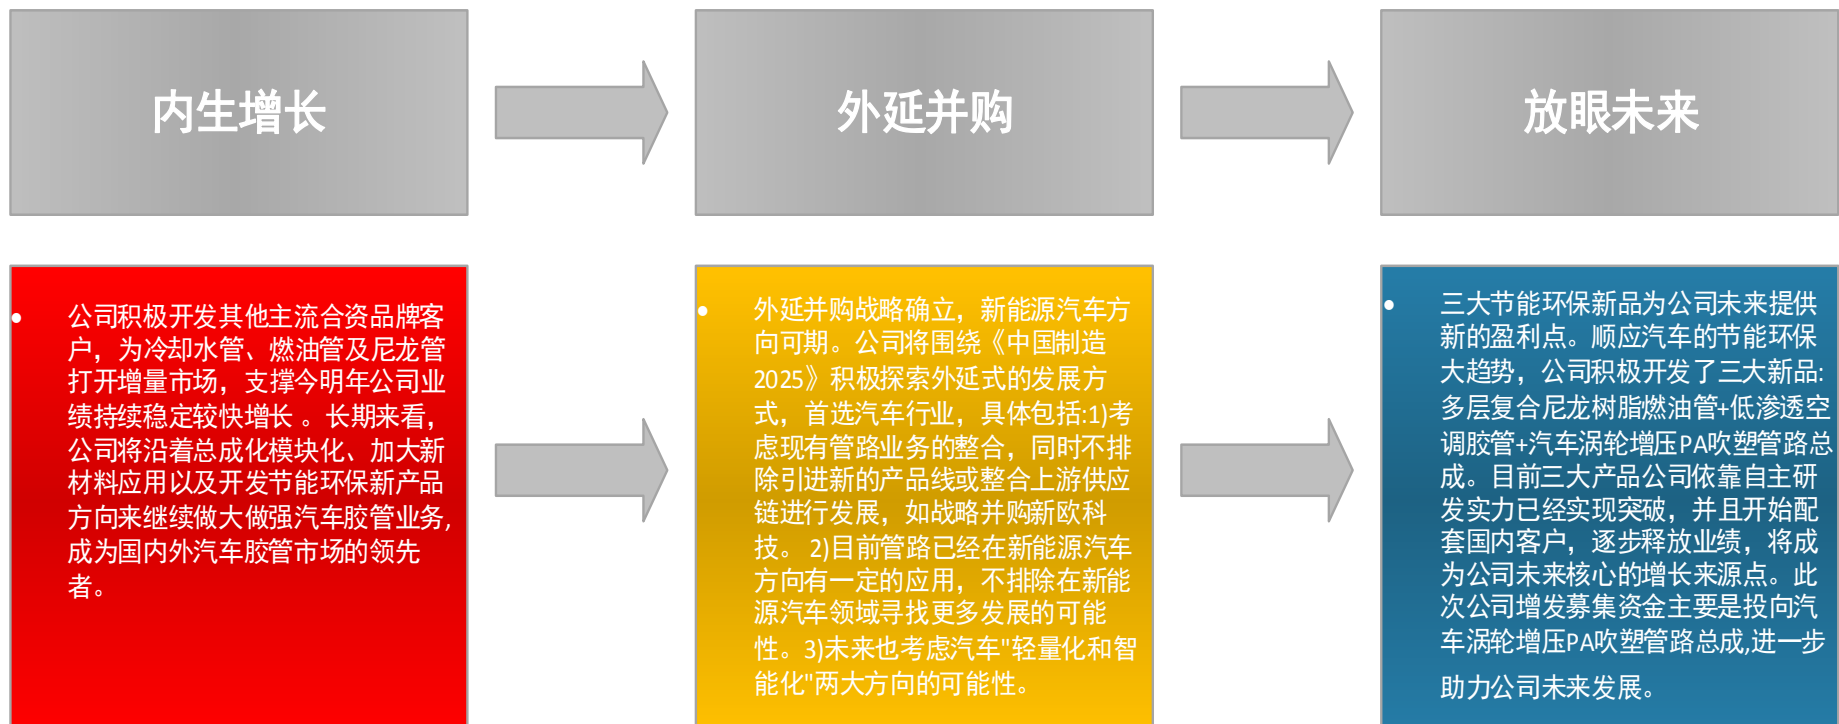 内生增长
外延并购
放眼未来
• 公司积极开发其他主流合资品牌客
户，为冷却水管、燃油管及尼龙管
打开增量市场，支撑今明年公司业
绩持续稳定较快增长 。长期来看，
公司将沿着总成化模块化、加大新
材料应用以及开发节能环保新产品
方向来继续做大做强汽车胶管业务,
成为国内外汽车胶管市场的领先
者。
• 外延并购战略确立，新能源汽车方
向可期。公司将围绕《中国制造
2025》积极探索外延式的发展方
式，首选汽车行业，具体包括:1)考
虑现有管路业务的整合，同时不排
除引进新的产品线或整合上游供应
链进行发展，如战略并购新欧科
技。 2)目前管路已经在新能源汽车
方向有一定的应用，不排除在新能
源汽车领域寻找更多发展的可能
性。3)未来也考虑汽车"轻量化和智
能化"两大方向的可能性。
• 三大节能环保新品为公司未来提供
新的盈利点。顺应汽车的节能环保
大趋势，公司积极开发了三大新品:
多层复合尼龙树脂燃油管+低渗透空
调胶管+汽车涡轮增压PA吹塑管路总
成。目前三大产品公司依靠自主研
发实力已经实现突破，并且开始配
套国内客户，逐步释放业绩，将成
为公司未来核心的增长来源点。此
次公司增发募集资金主要是投向汽
车涡轮增压PA吹塑管路总成,进一步
助力公司未来发展。